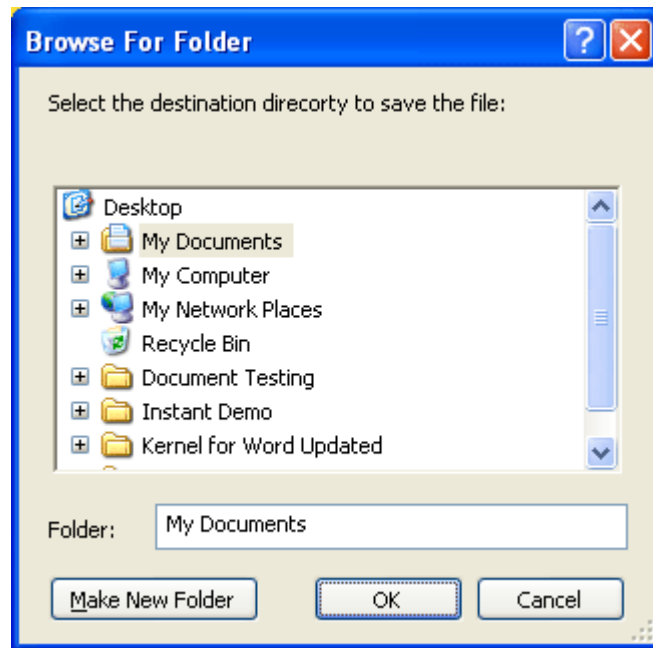 Browse For Folder
Select the destination direcorty to save the file:
Desktop
My Documents
My Computer
My Network Places
Recycle Bin
Document Testing
Instant Demo
Kernel for Word Updated
Folder: My Documents
Make New Folder OK Cancel